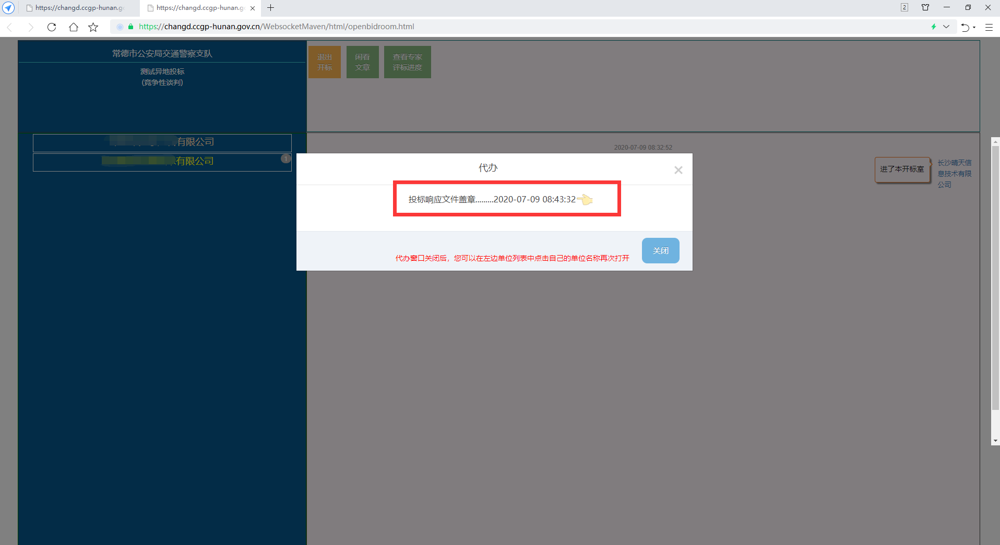 https://changd.ccgp-hunan.g
https://changd.ccgp-hunan.g
2
https://changd.ccgp-hunan.gov.cn/WebsocketMaven/html/openbidroom.html
常德市公安局交通警察支队
测试异地投标
(竞争性谈判)
退出
开标
闲看
文章
查看专家
评标进度
有限公司
有限公司
1
2020-07-09 08:32:52
进了本开标室
长沙晴天信
息技术有限
公司
代办
投标响应文件盖章.........2020-07-09 08:43:32
代办窗口关闭后，您可以在左边单位列表中点击自己的单位名称再次打开
关闭